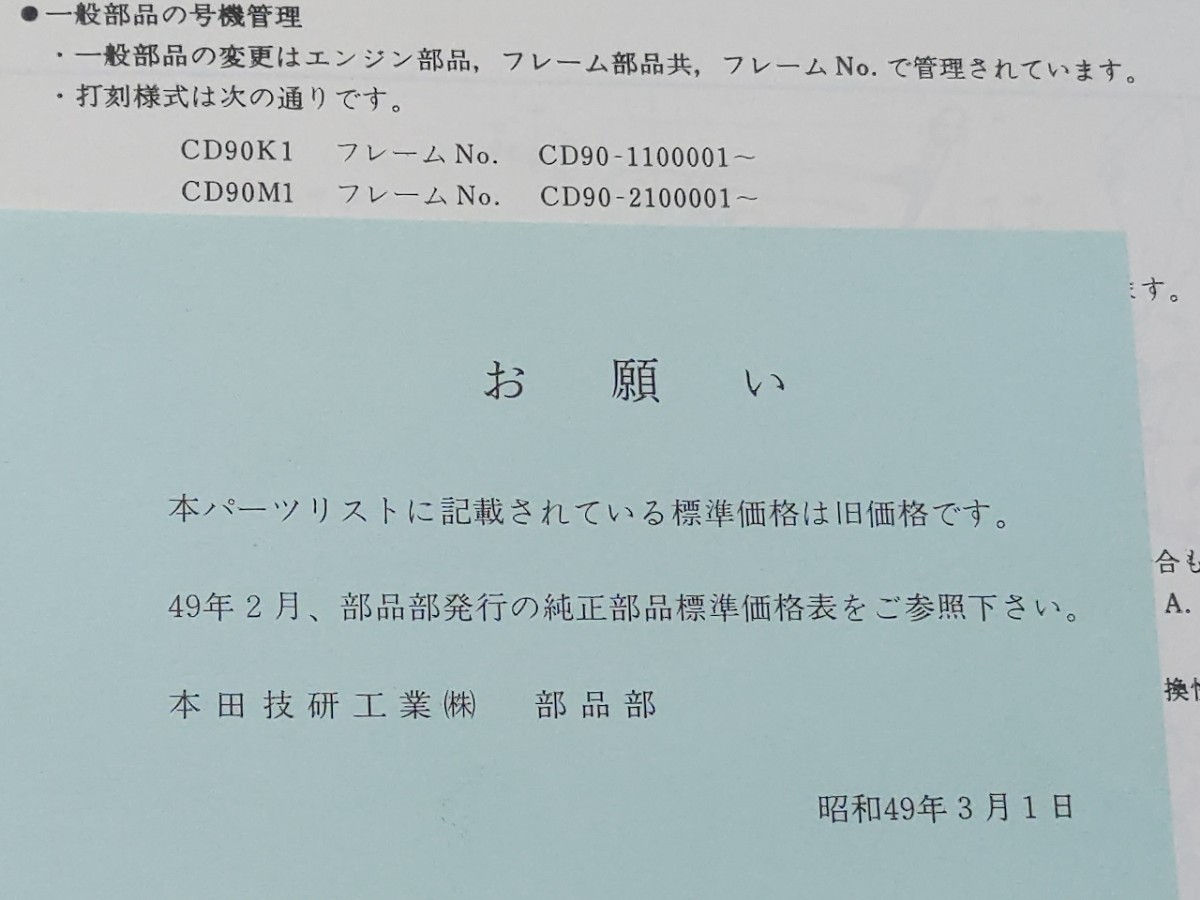 ●一般部品の号機管理
・一般部品の変更はエンジン部品，フレーム部品共，フレームNo.で管理されています。
・打刻様式は次の通りです。
CD90K1 フレームNo. CD90-1100001～
CD90M1 フレームNo. CD90-2100001～
ます。
お願い
本パーツリストに記載されている標準価格は旧価格です。
合も
49年2月、部品部発行の純正部品標準価格表をご参照下さい。
A.
本田技研工業㈱ 部品部
換性
昭和49年3月1日